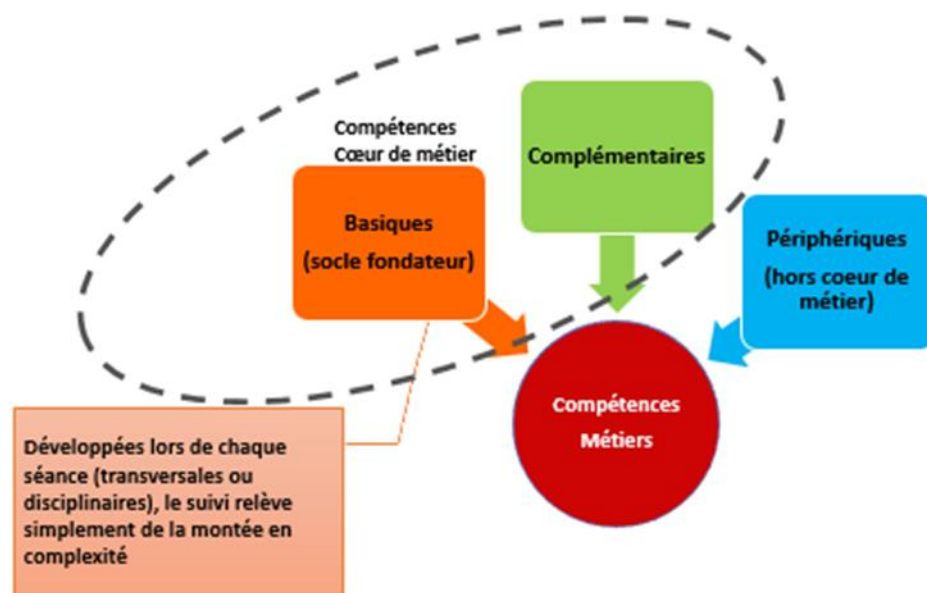 Compétences
Cœur de métier
Basiques
(socle fondateur)
Complémentaires
Périphériques
(hors coeur de
métier)
Compétences
Métiers
Développées lors de chaque
séance (transversales ou
disciplinaires), le suivi relève
simplement de la montée en
complexité